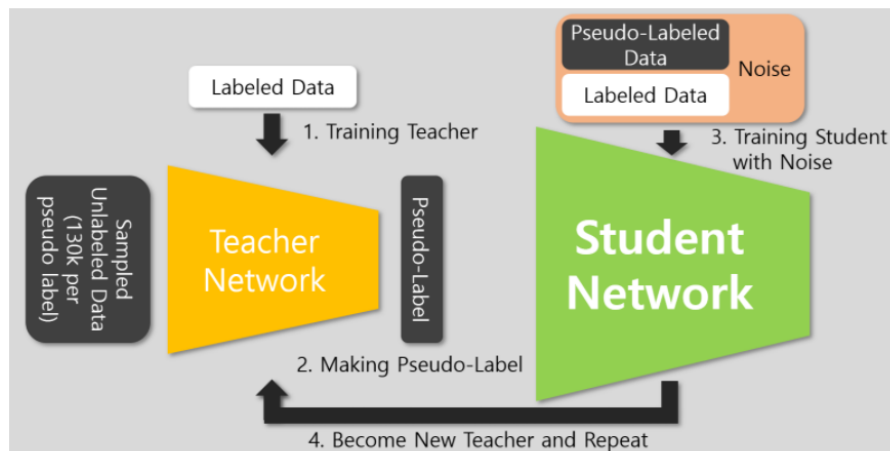 Labeled Data
1. Training Teacher
Sampled
Unlabeled Data
(130k per
pseudo label)
Teacher
Network
Pseudo-Label
2. Making Pseudo-Label
Pseudo-Labeled
Data
Labeled Data
Noise
3. Training Student
with Noise
Student
Network
4. Become New Teacher and Repeat